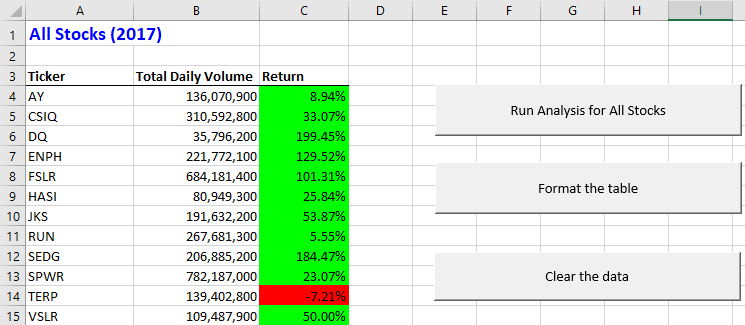 A B C D E F G H I
1 All Stocks (2017)
2
3 Ticker Total Daily Volume Return
4 AY 136,070,900 8.94%
5 CSIQ 310,592,800 33.07%
Run Analysis for All Stocks
6 DQ 35,796,200 199.45%
7 ENPH 221,772,100 129.52%
8 FSLR 684,181,400 101.31%
9 HASI 80,949,300 25.84%
Format the table
10 JKS 191,632,200 53.87%
11 RUN 267,681,300 5.55%
12 SEDG 206,885,200 184.47%
13 SPWR 782,187,000 23.07%
Clear the data
14 TERP 139,402,800 -7.21%
15 VSLR 109,487,900 50.00%